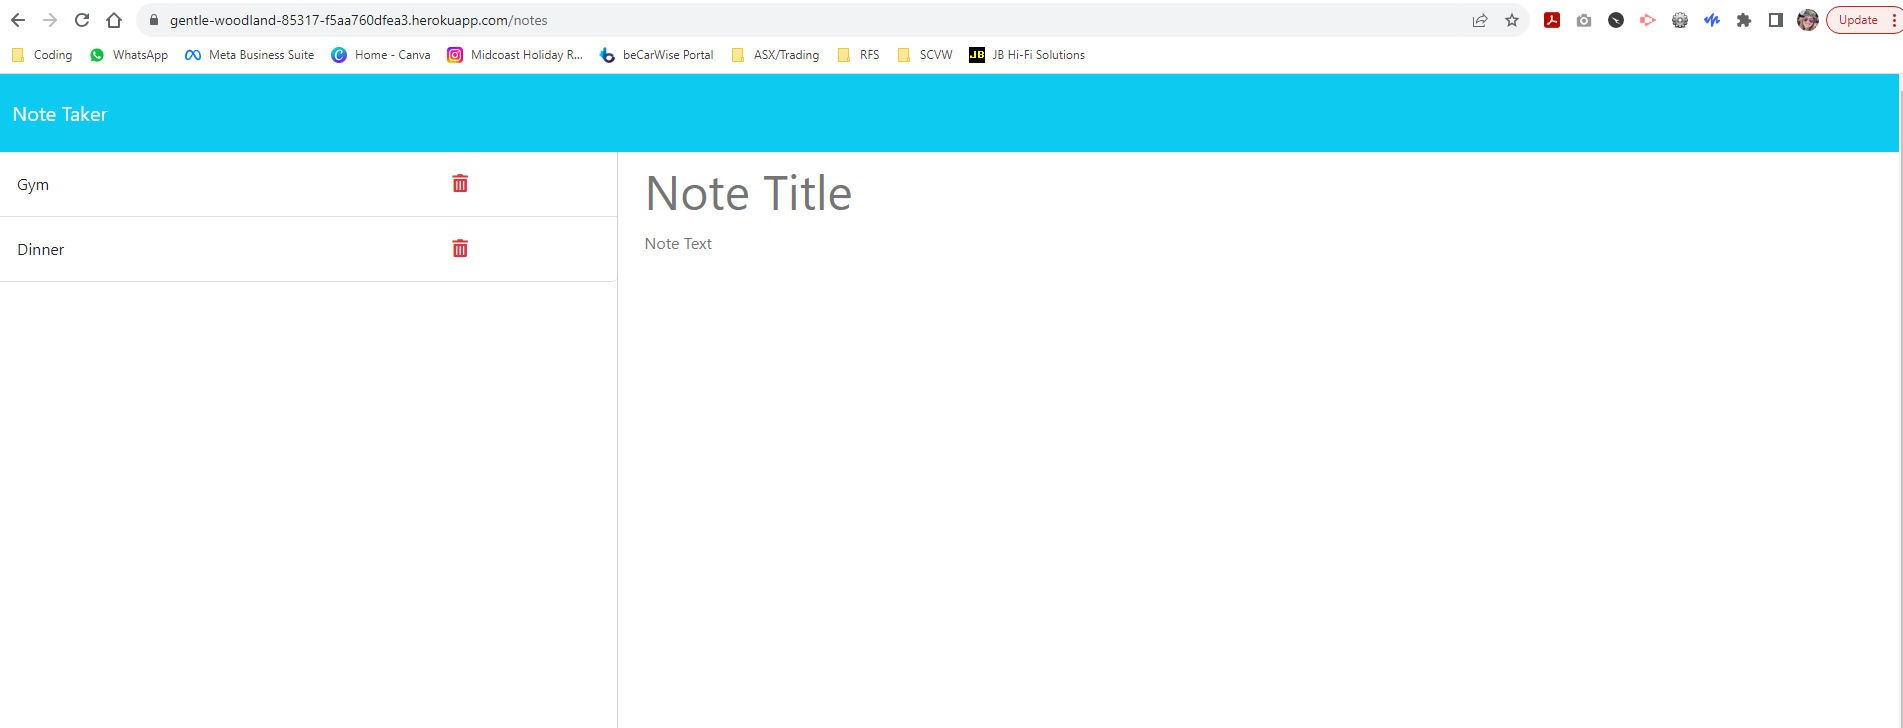 gentle-woodland-85317-f5aa760dfea3.herokuapp.com/notes Update
Coding WhatsApp Meta Business Suite Home - Canva Midcoast Holiday R... beCarWise Portal ASX/Trading RFS SCVW JB JB Hi-Fi Solutions
Note Taker
Gym
Dinner
Note Title
Note Text